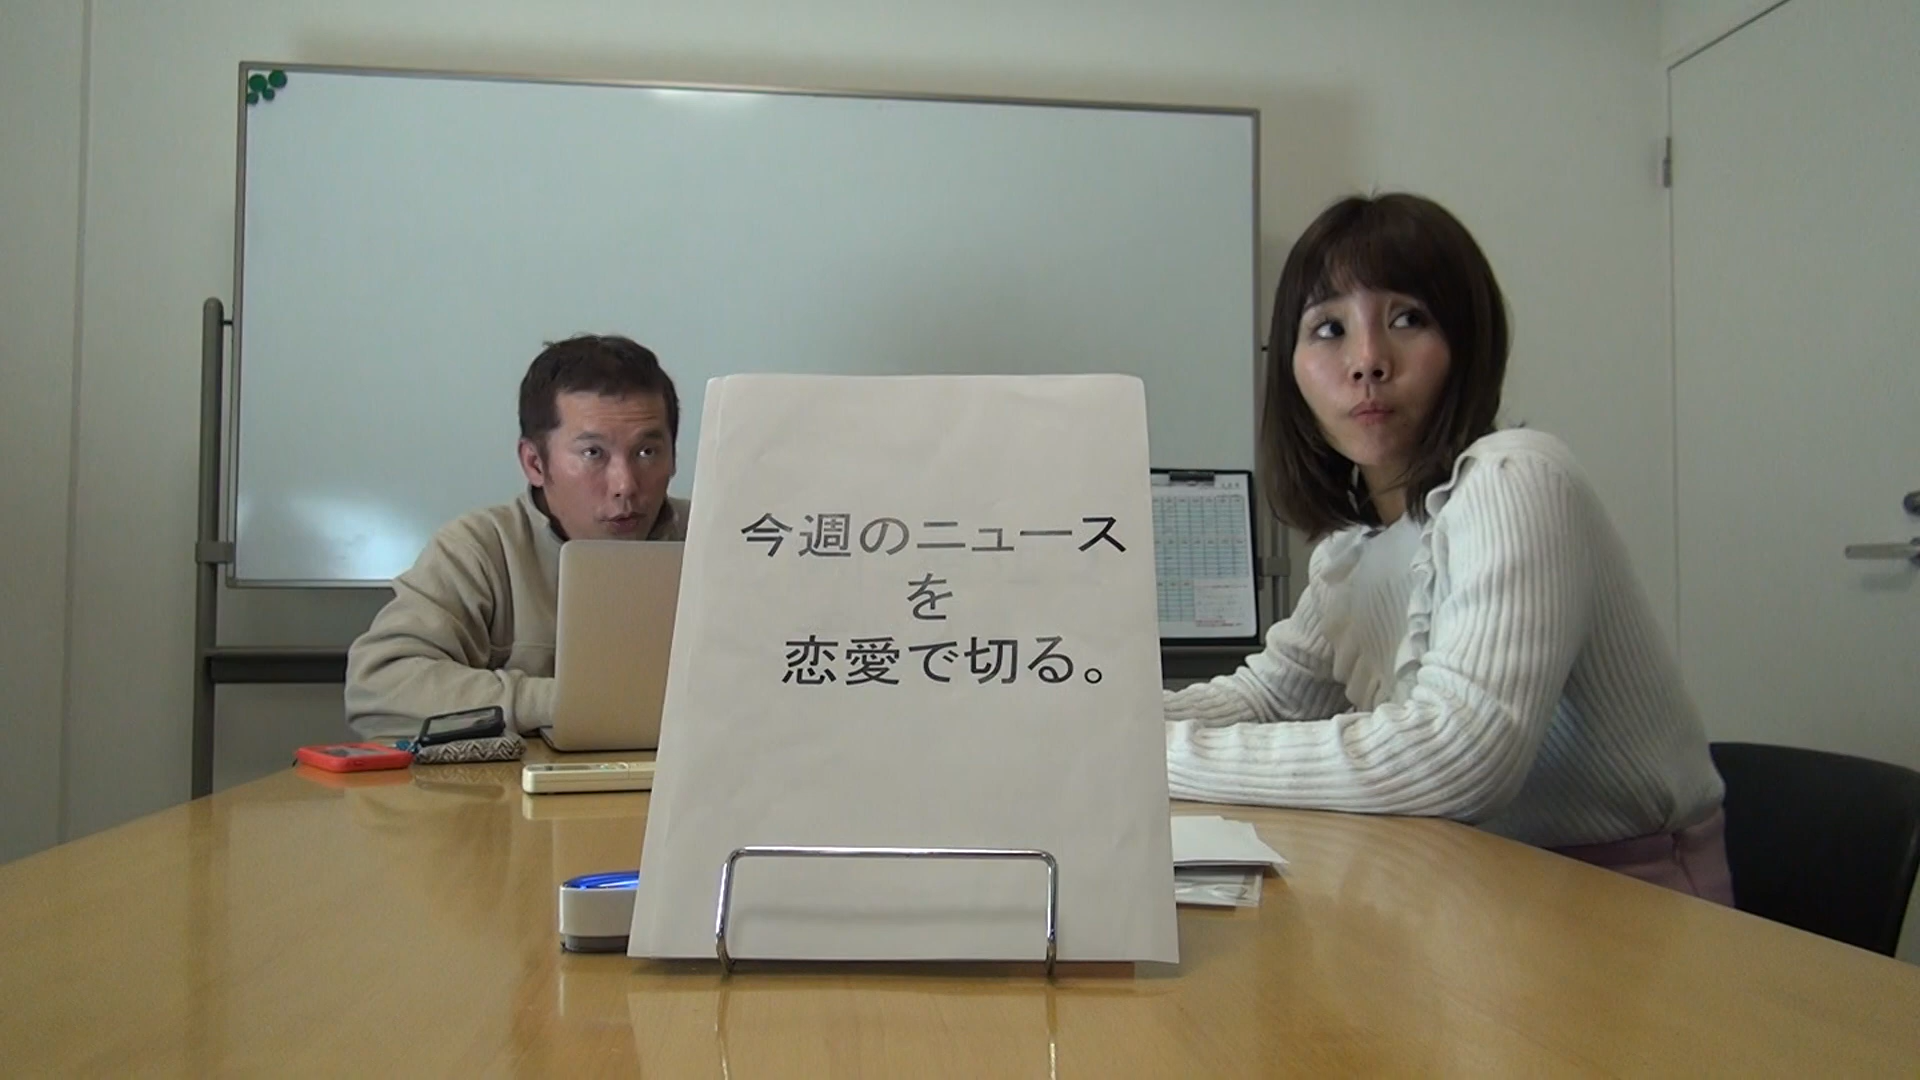 今週のニュース
を
恋愛で切る。